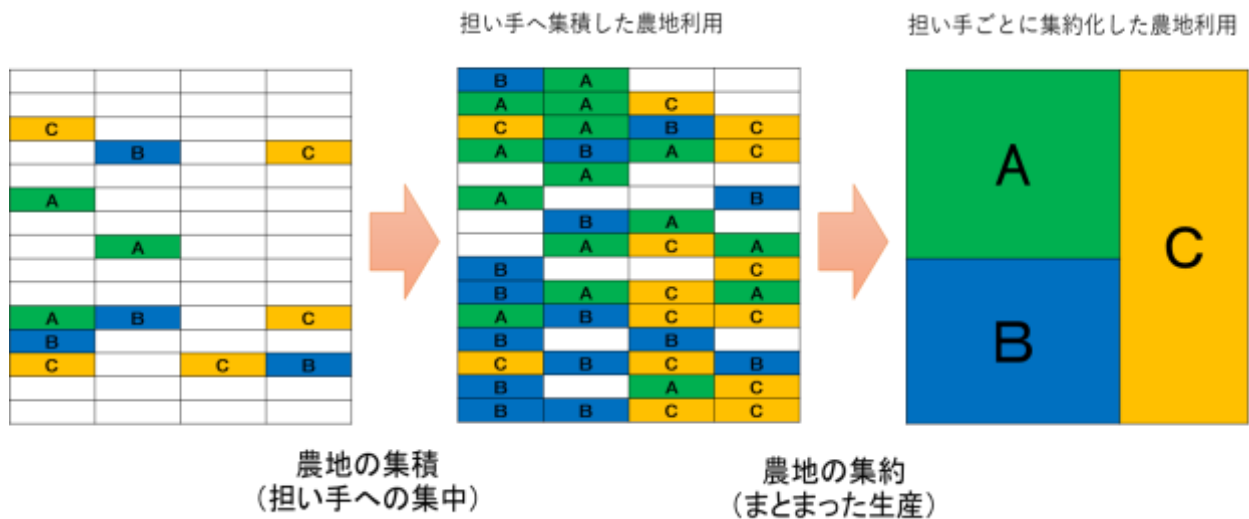 担い手へ集積した農地利用
担い手ごとに集約化した農地利用
C
B C
A
A
A B C
B
C C B
B A
A A C
C A B C
A B A C
A
A B
B A
A C A
B C
B A C A
A B C C
B B
C B C B
B A C
B B C C
A
B
C
農地の集積
（担い手への集中）
農地の集約
（まとまった生産）